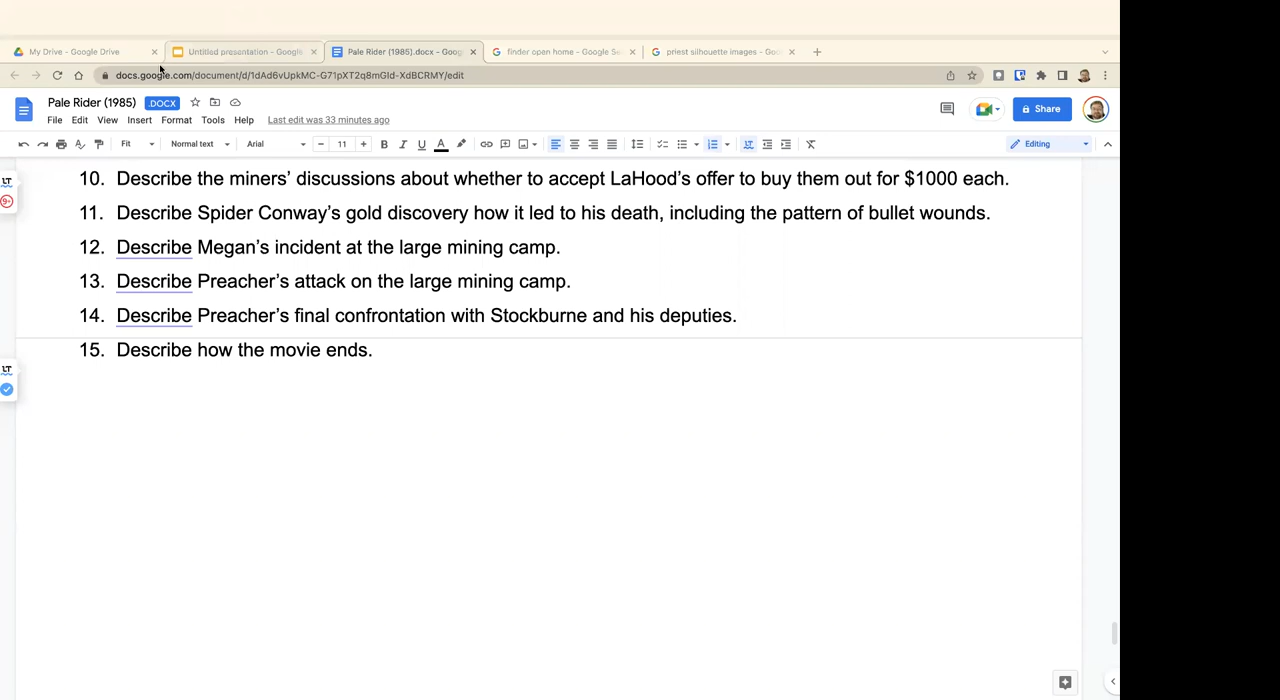 My Drive - Google Drive
Untitled presentation - Google
Pale Rider (1985).docx - Goog
finder open home - Google Se
priest silhouette images - Goo
docs.google.com/document/d/1dAd6vUpkMC-G71pXT2q8mGId-XdBCRMY/edit
Pale Rider (1985) .DOCX
Share
File Edit View Insert Format Tools Help Last edit was 33 minutes ago
Fit Normal text Arial 11 B I U A Editing
10. Describe the miners’ discussions about whether to accept LaHood’s offer to buy them out for $1000 each.
11. Describe Spider Conway’s gold discovery how it led to his death, including the pattern of bullet wounds.
12. Describe Megan’s incident at the large mining camp.
13. Describe Preacher’s attack on the large mining camp.
14. Describe Preacher’s final confrontation with Stockburne and his deputies.
15. Describe how the movie ends.